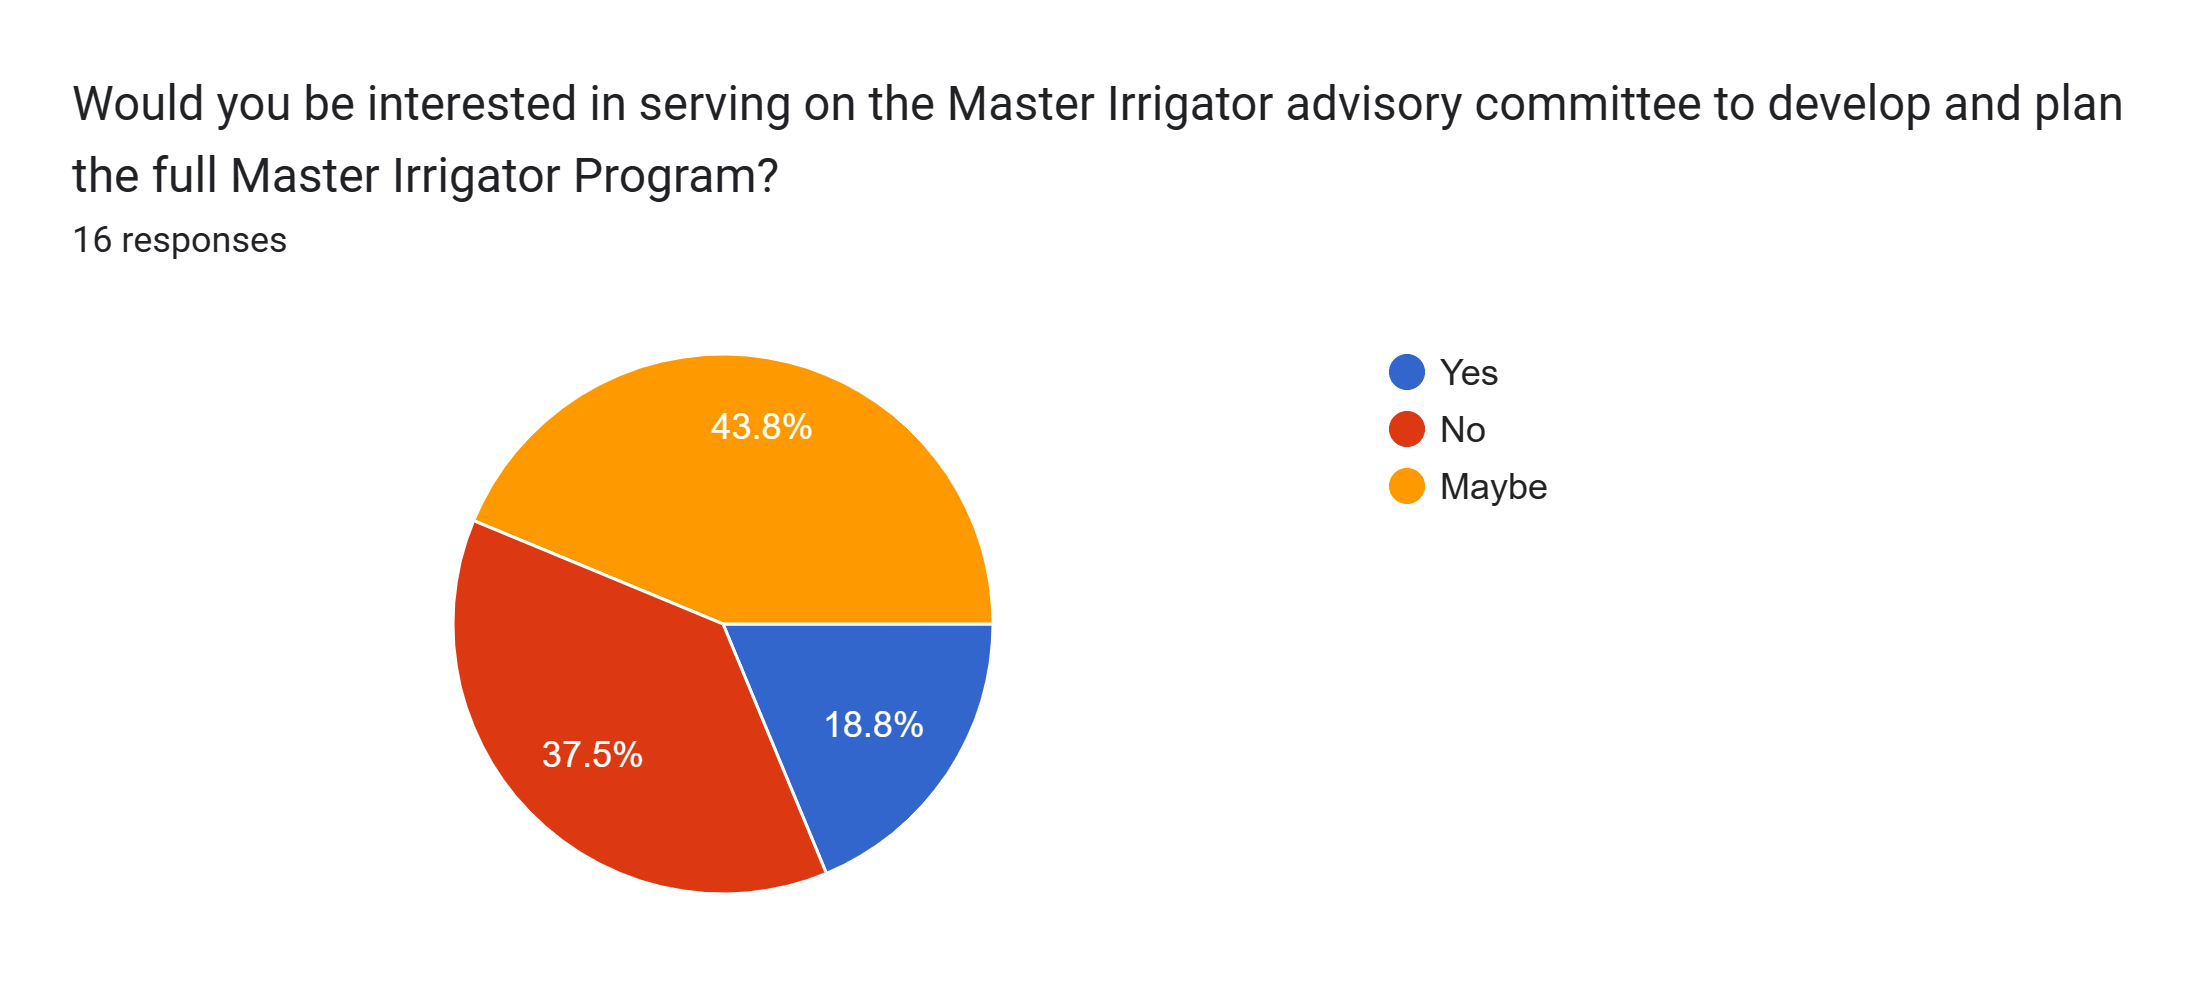 Would you be interested in serving on the Master Irrigator advisory committee to develop and plan
the full Master Irrigator Program?
16 responses
43.8%
37.5%
18.8%
Yes
No
Maybe